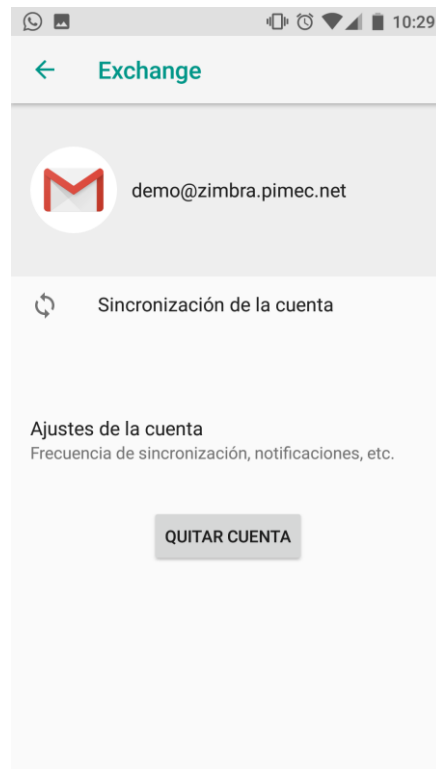 10:29
Exchange
demo@zimbra.pimec.net
Sincronización de la cuenta
Ajustes de la cuenta
Frecuencia de sincronización, notificaciones, etc.
QUITAR CUENTA